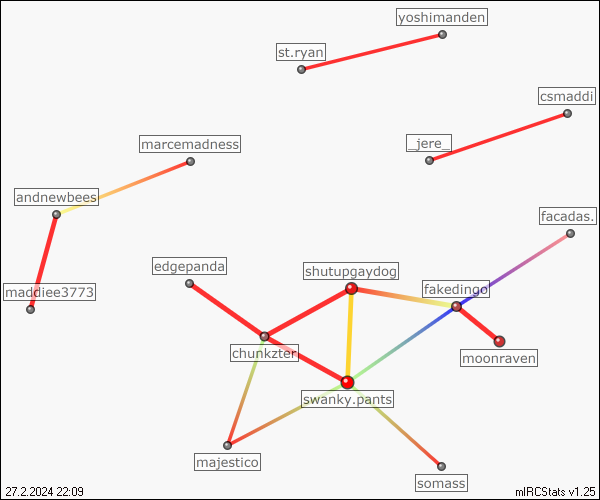 yoshimanden
st.ryan
csmaddi
_jere_
marcemadness
andnewbees
facadas.
edgepanda
shutupgaydog
maddiee3773
fakedingo
chunkzter
moonraven
swanky.pants
majestico
somass
27.2.2024 22:09
mIRCStats v1.25